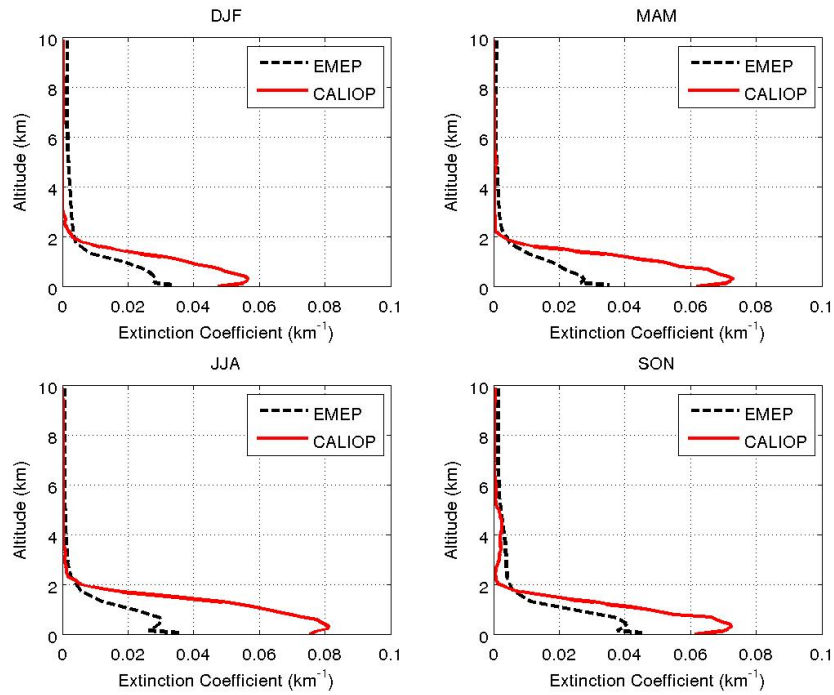 DJF
10
8
6
4
2
0
Altitude (km)
EMEP
CALIOP
0 0.02 0.04 0.06 0.08 0.1
Extinction Coefficient (km⁻¹)
MAM
10
8
6
4
2
0
Altitude (km)
EMEP
CALIOP
0 0.02 0.04 0.06 0.08 0.1
Extinction Coefficient (km⁻¹)
JJA
10
8
6
4
2
0
Altitude (km)
EMEP
CALIOP
0 0.02 0.04 0.06 0.08 0.1
Extinction Coefficient (km⁻¹)
SON
10
8
6
4
2
0
Altitude (km)
EMEP
CALIOP
0 0.02 0.04 0.06 0.08 0.1
Extinction Coefficient (km⁻¹)